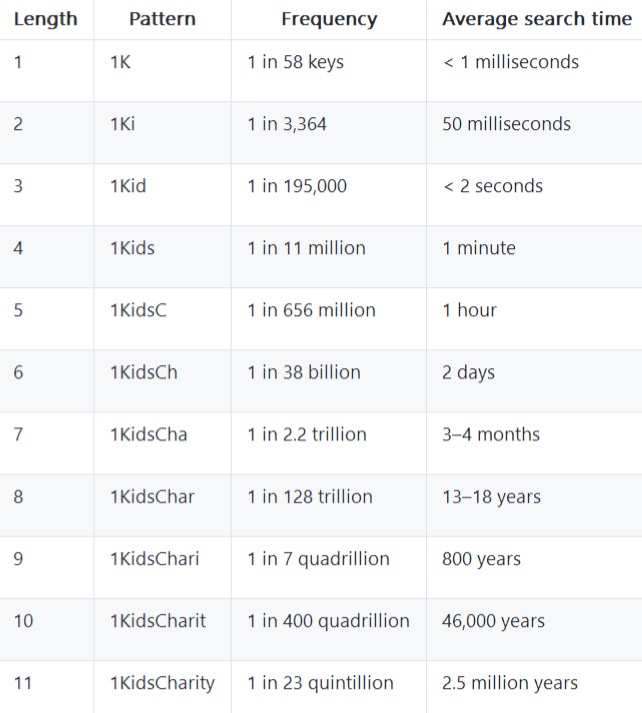 Length Pattern Frequency Average search time
1 1K 1 in 58 keys < 1 milliseconds
2 1Ki 1 in 3,364 50 milliseconds
3 1Kid 1 in 195,000 < 2 seconds
4 1Kids 1 in 11 million 1 minute
5 1KidsC 1 in 656 million 1 hour
6 1KidsCh 1 in 38 billion 2 days
7 1KidsCha 1 in 2.2 trillion 3–4 months
8 1KidsChar 1 in 128 trillion 13–18 years
9 1KidsChari 1 in 7 quadrillion 800 years
10 1KidsCharit 1 in 400 quadrillion 46,000 years
11 1KidsCharity 1 in 23 quintillion 2.5 million years